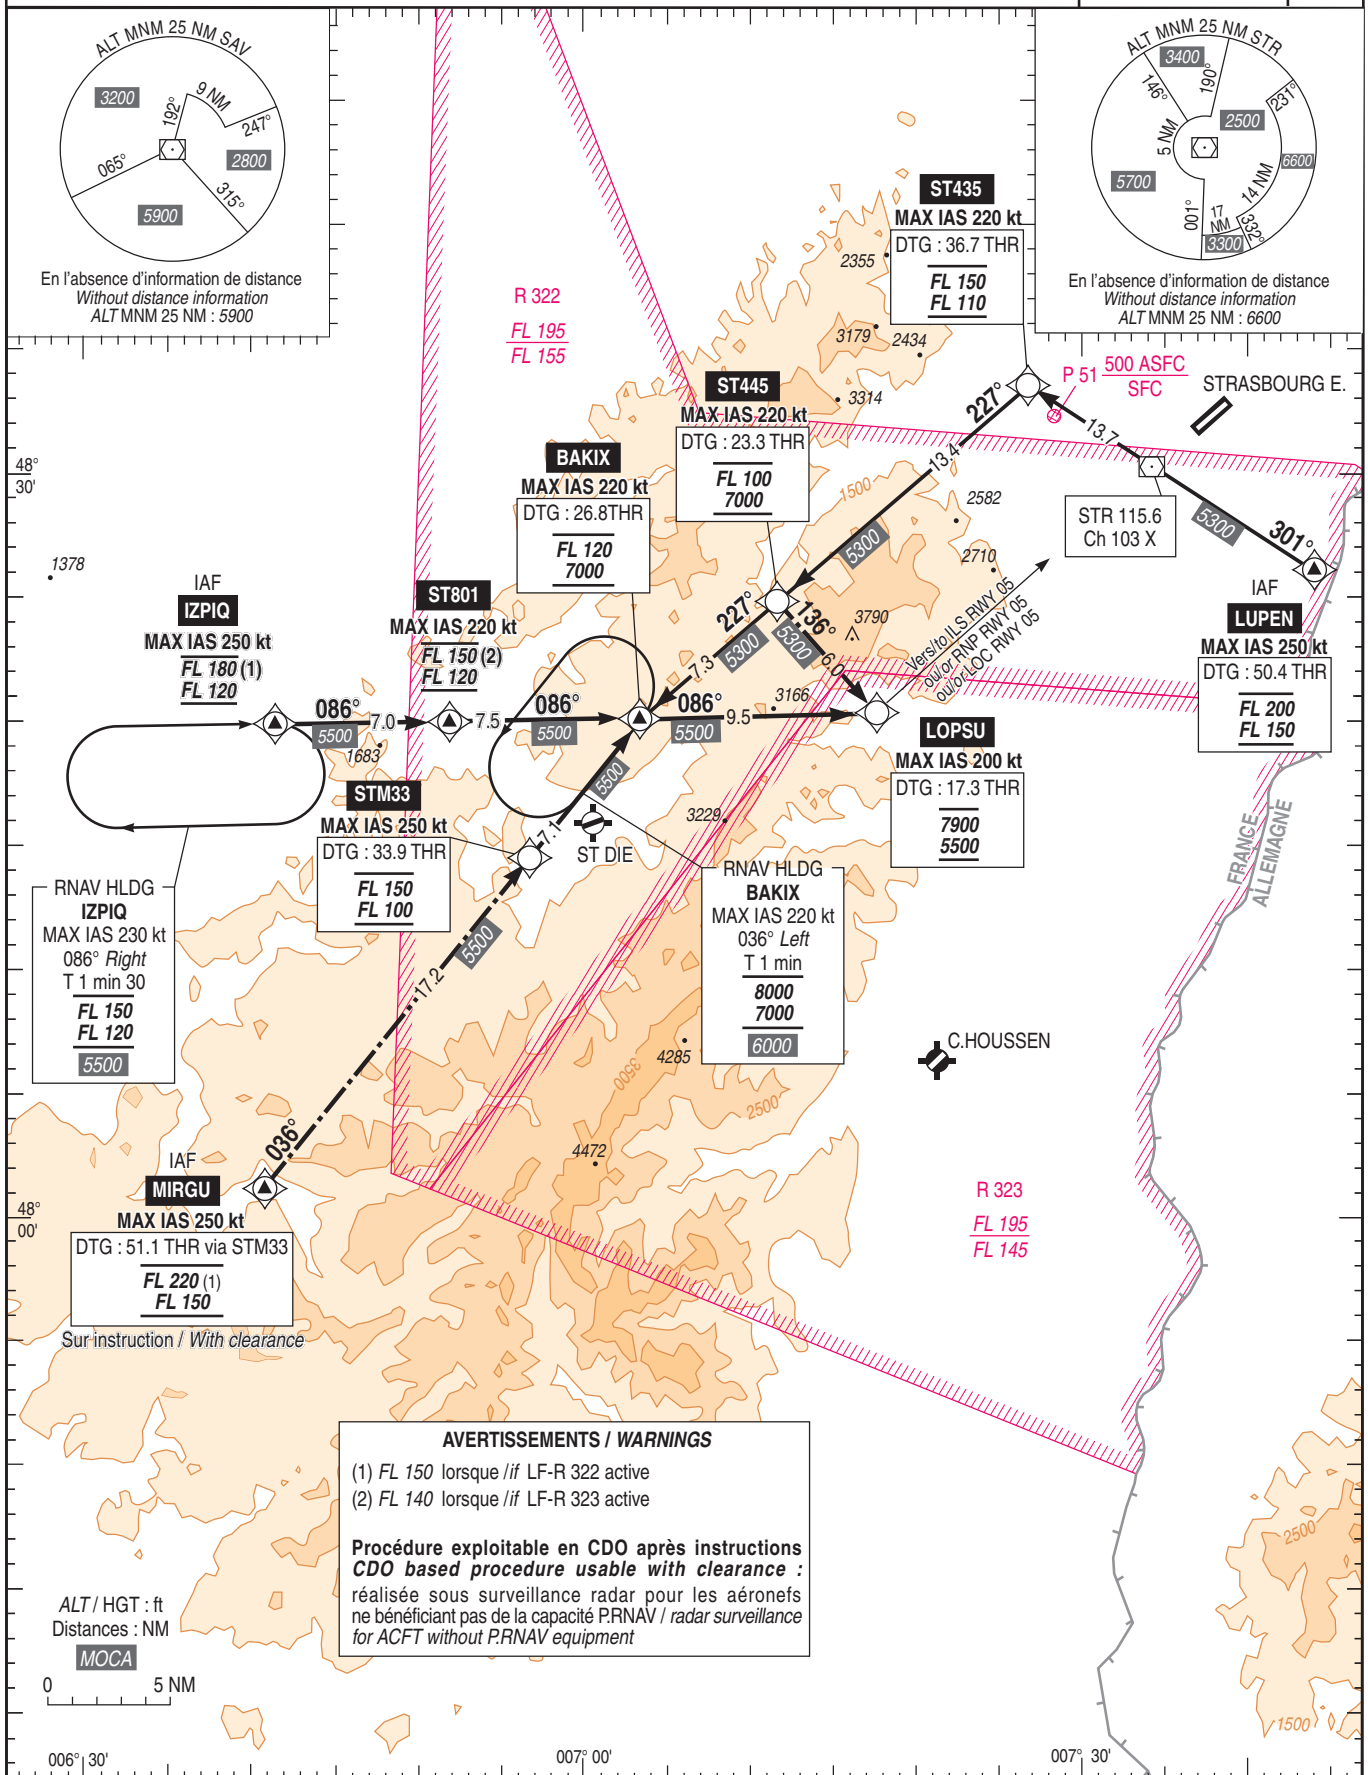 ALT MNM 25 NM SAV
3200
192°
9 NM
247°
2800
065°
315°
5900
En l'absence d'information de distance
Without distance information
ALT MNM 25 NM : 5900
ALT MNM 25 NM STR
3400
146°
190°
231°
2500
5 NM
6600
5700
14 NM
001°
17
NM
332°
3300
En l'absence d'information de distance
Without distance information
ALT MNM 25 NM : 6600
R 322
FL 195
FL 155
ST435
MAX IAS 220 kt
DTG : 36.7 THR
FL 150
FL 110
2355
3179
2434
3314
P 51
500 ASFC
SFC
STRASBOURG E.
ST445
MAX IAS 220 kt
DTG : 23.3 THR
FL 100
7000
227°
13.4
13.7
48°
30'
BAKIX
MAX IAS 220 kt
DTG : 26.8THR
FL 120
7000
1500
2582
5300
STR 115.6
Ch 103 X
5300
301°
2710
1378
IAF
IZPIQ
MAX IAS 250 kt
FL 180 (1)
FL 120
ST801
MAX IAS 220 kt
FL 150 (2)
FL 120
227°
5300
7.3
136°
5300
6.0
3790
Vers/to ILS RWY 05
ou/or RNP RWY 05
ou/or LOC RWY 05
IAF
LUPEN
MAX IAS 250 kt
DTG : 50.4 THR
FL 200
FL 150
086°
5500
7.0
7.5
086°
5500
086°
5500
9.5
3166
1683
LOPSU
MAX IAS 200 kt
DTG : 17.3 THR
7900
5500
STM33
MAX IAS 250 kt
DTG : 33.9 THR
FL 150
FL 100
5500
7.1
ST DIE
3229
FRANCE
ALLEMAGNE
RNAV HLDG
IZPIQ
MAX IAS 230 kt
086° Right
T 1 min 30
FL 150
FL 120
5500
RNAV HLDG
BAKIX
MAX IAS 220 kt
036° Left
T 1 min
8000
7000
6000
5500
17.2
4285
3500
2500
C.HOUSSEN
036°
4472
IAF
MIRGU
MAX IAS 250 kt
DTG : 51.1 THR via STM33
FL 220 (1)
FL 150
Sur instruction / With clearance
48°
00'
R 323
FL 195
FL 145
AVERTISSEMENTS / WARNINGS
(1) FL 150 lorsque /if LF-R 322 active
(2) FL 140 lorsque /if LF-R 323 active
Procédure exploitable en CDO après instructions
CDO based procedure usable with clearance :
réalisée sous surveillance radar pour les aéronefs
ne bénéficiant pas de la capacité P.RNAV / radar surveillance
for ACFT without P.RNAV equipment
2500
1500
ALT / HGT : ft
Distances : NM
MOCA
0 5 NM
006° 30'
007° 00'
007° 30'